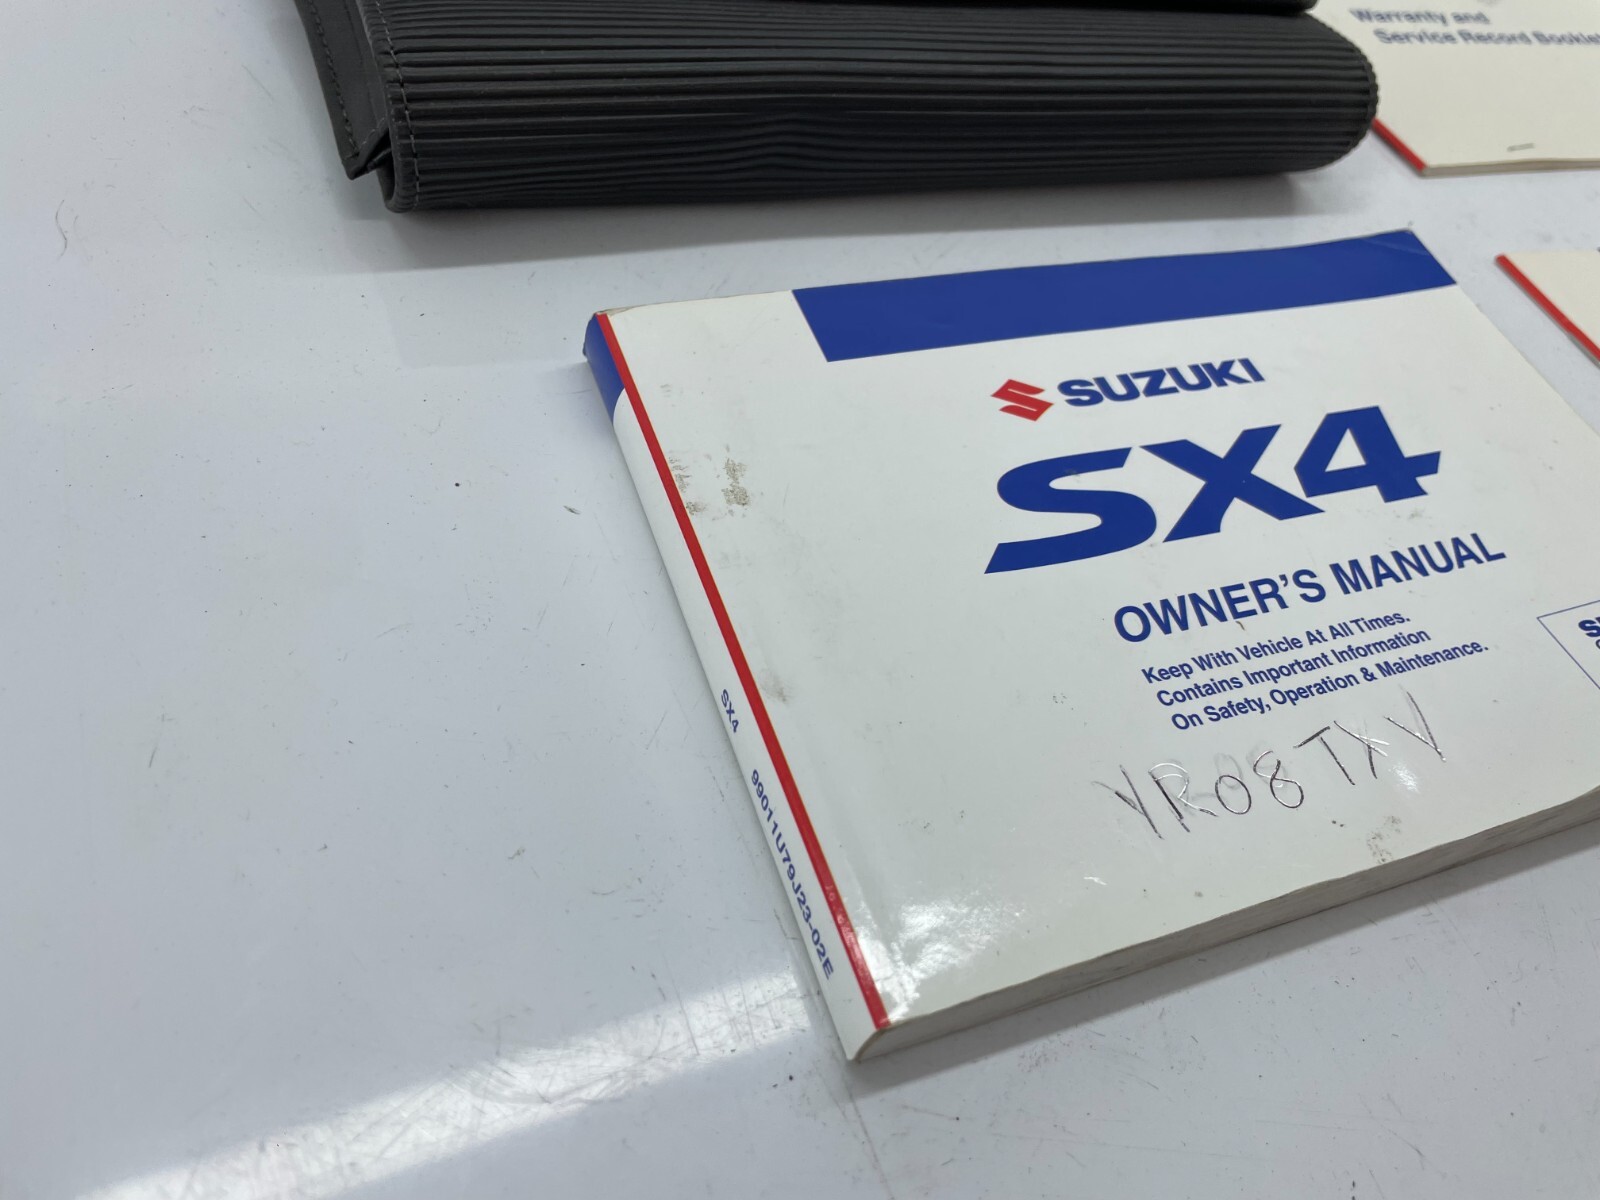 Warranty and
Service Record Booklet
SUZUKI
SX4
OWNER'S MANUAL
Keep With Vehicle At All Times.
Contains Important Information
On Safety, Operation & Maintenance.
YR08TXV
SX4 99011U79J23-02E